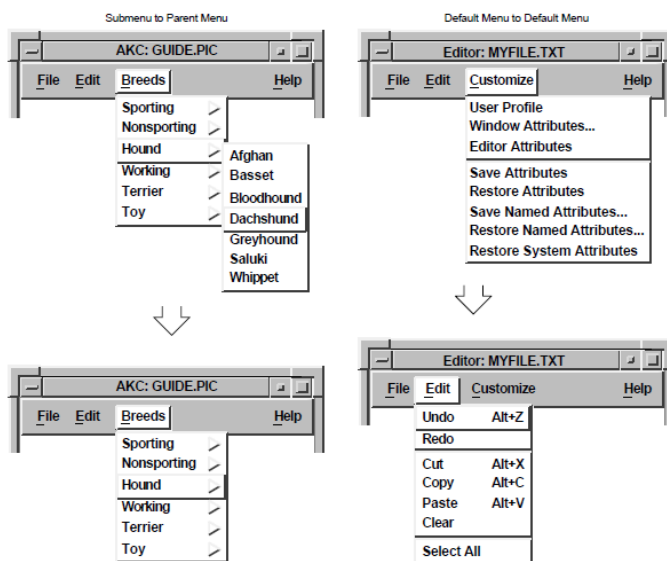 Submenu to Parent Menu
AKC: GUIDE.PIC
File Edit Breeds Help
Sporting
Nonsporting
Hound
Working
Terrier
Toy
Afghan
Basset
Bloodhound
Dachshund
Greyhound
Saluki
Whippet
Default Menu to Default Menu
Editor: MYFILE.TXT
File Edit Customize Help
User Profile
Window Attributes...
Editor Attributes
Save Attributes
Restore Attributes
Save Named Attributes...
Restore Named Attributes...
Restore System Attributes
AKC: GUIDE.PIC
File Edit Breeds Help
Sporting
Nonsporting
Hound
Working
Terrier
Toy
Editor: MYFILE.TXT
File Edit Customize Help
Undo Alt+Z
Redo
Cut Alt+X
Copy Alt+C
Paste Alt+V
Clear
Select All